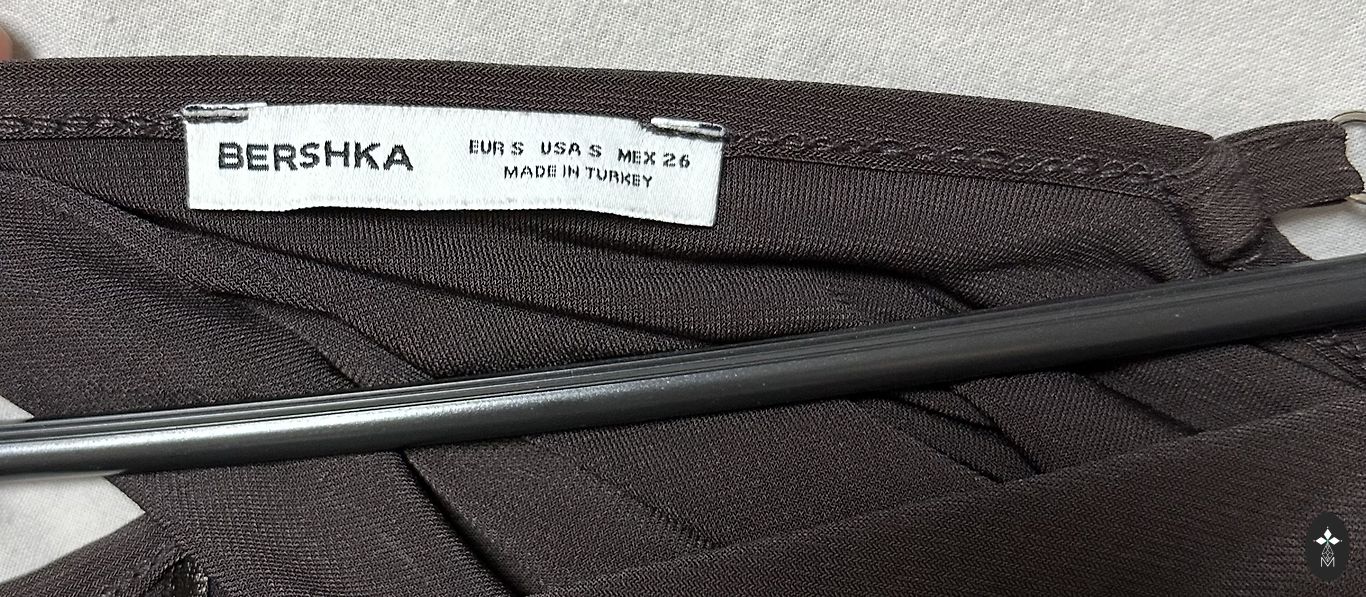 BERSHKA
EUR S USA S MEX 26
MADE IN TURKEY
M